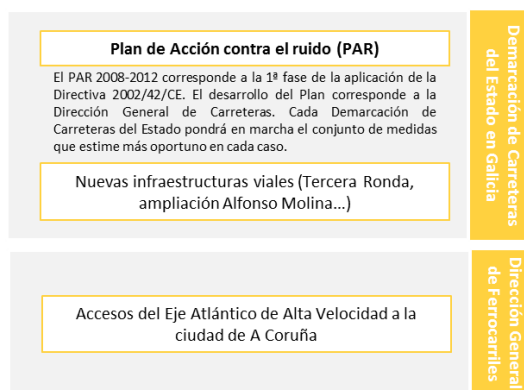 Plan de Acción contra el ruido (PAR)
El PAR 2008-2012 corresponde a la 1ª fase de la aplicación de la
Directiva 2002/42/CE. El desarrollo del Plan corresponde a la
Dirección General de Carreteras. Cada Demarcación de
Carreteras del Estado pondrá en marcha el conjunto de medidas
que estime más oportuno en cada caso.
Nuevas infraestructuras viales (Tercera Ronda,
ampliación Alfonso Molina...)
Demarcación de Carreteras
del Estado en Galicia
Accesos del Eje Atlántico de Alta Velocidad a la
ciudad de A Coruña
Dirección General
de Ferrocarriles